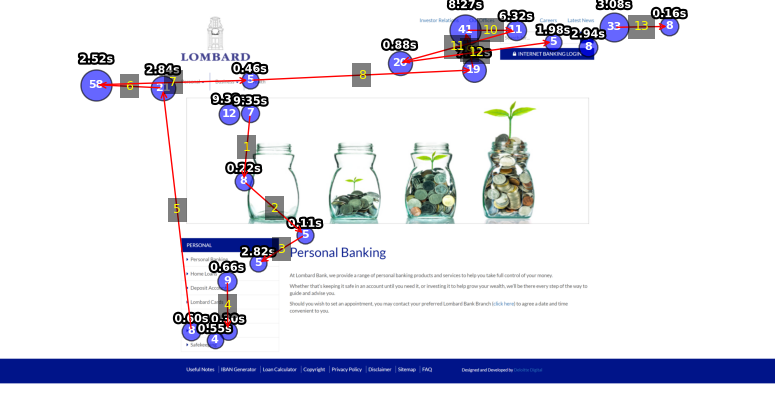 Investor Relations
Careers
Latest News
LOMBARD
INTERNET BANKING LOGIN
8.27s
6.32s
3.08s
0.16s
1.98s
2.94s
0.88s
2.52s
2.84s
0.46s
9.35s
0.11s
2.82s
0.66s
0.60s
0.55s
41
11
33
8
5
8
20
19
58
5
12
7
8
5
5
9
8
4
1
2
3
4
5
6
7
8
10
11
12
13
PERSONAL
Personal Banking
Home Loans
Deposit Accounts
Lombard Cards
Personal Banking
At Lombard Bank, we provide a range of personal banking products and services to help you take full control of your money.
Whether that's keeping it safe in an account until you need it, or investing it to help grow your wealth, we'll be there every step of the way to
guide and advise you.
Should you wish to set an appointment, you may contact your preferred Lombard Bank Branch (click here) to agree a date and time
convenient to you.
Useful Notes | IBAN Generator | Loan Calculator | Copyright | Privacy Policy | Disclaimer | Sitemap | FAQ
Designed and Developed by Deloitte Digital